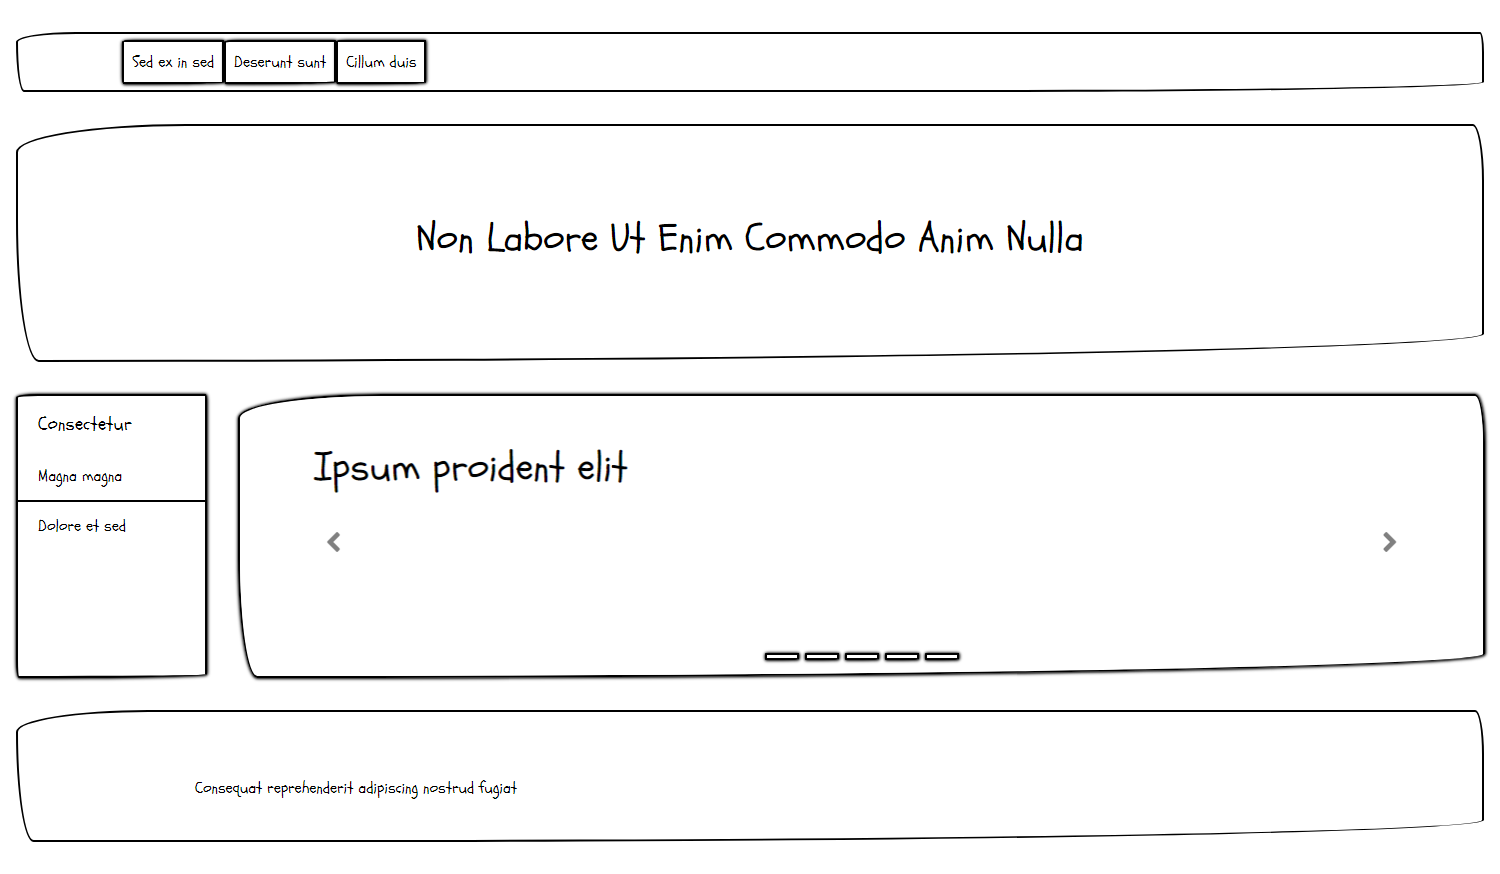 Sed ex in sed
Deserunt sunt
Cillum duis
Non Labore Ut Enim Commodo Anim Nulla
Consectetur
Magna magna
Dolore et sed
Ipsum proident elit
Consequat reprehenderit adipiscing nostrud fugiat